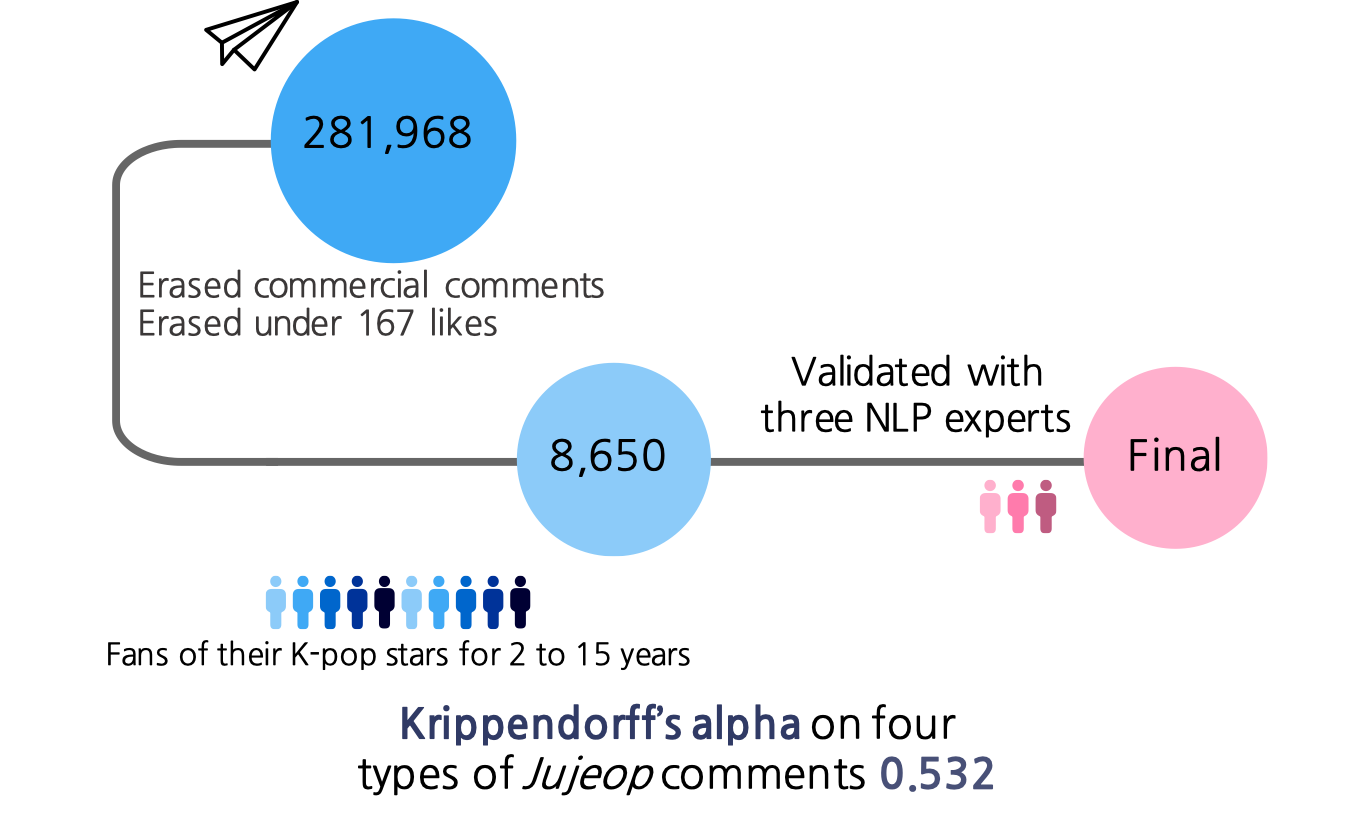 281,968
Erased commercial comments
Erased under 167 likes
Validated with
three NLP experts
8,650
Final
Fans of their K-pop stars for 2 to 15 years
Krippendorff’s alpha on four
types of Jujeop comments 0.532